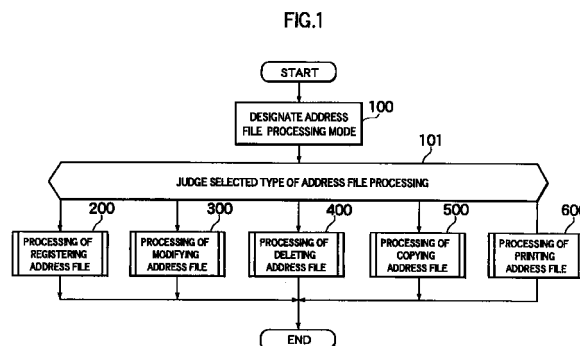 FIG.1
START
100
DESIGNATE ADDRESS
FILE PROCESSING MODE
101
JUDGE SELECTED TYPE OF ADDRESS FILE PROCESSING
200
300
400
500
600
PROCESSING OF
REGISTERING
ADDRESS FILE
PROCESSING OF
MODIFYING
ADDRESS FILE
PROCESSING OF
DELETING
ADDRESS FILE
PROCESSING OF
COPYING
ADDRESS FILE
PROCESSING OF
PRINTING
ADDRESS FILE
END